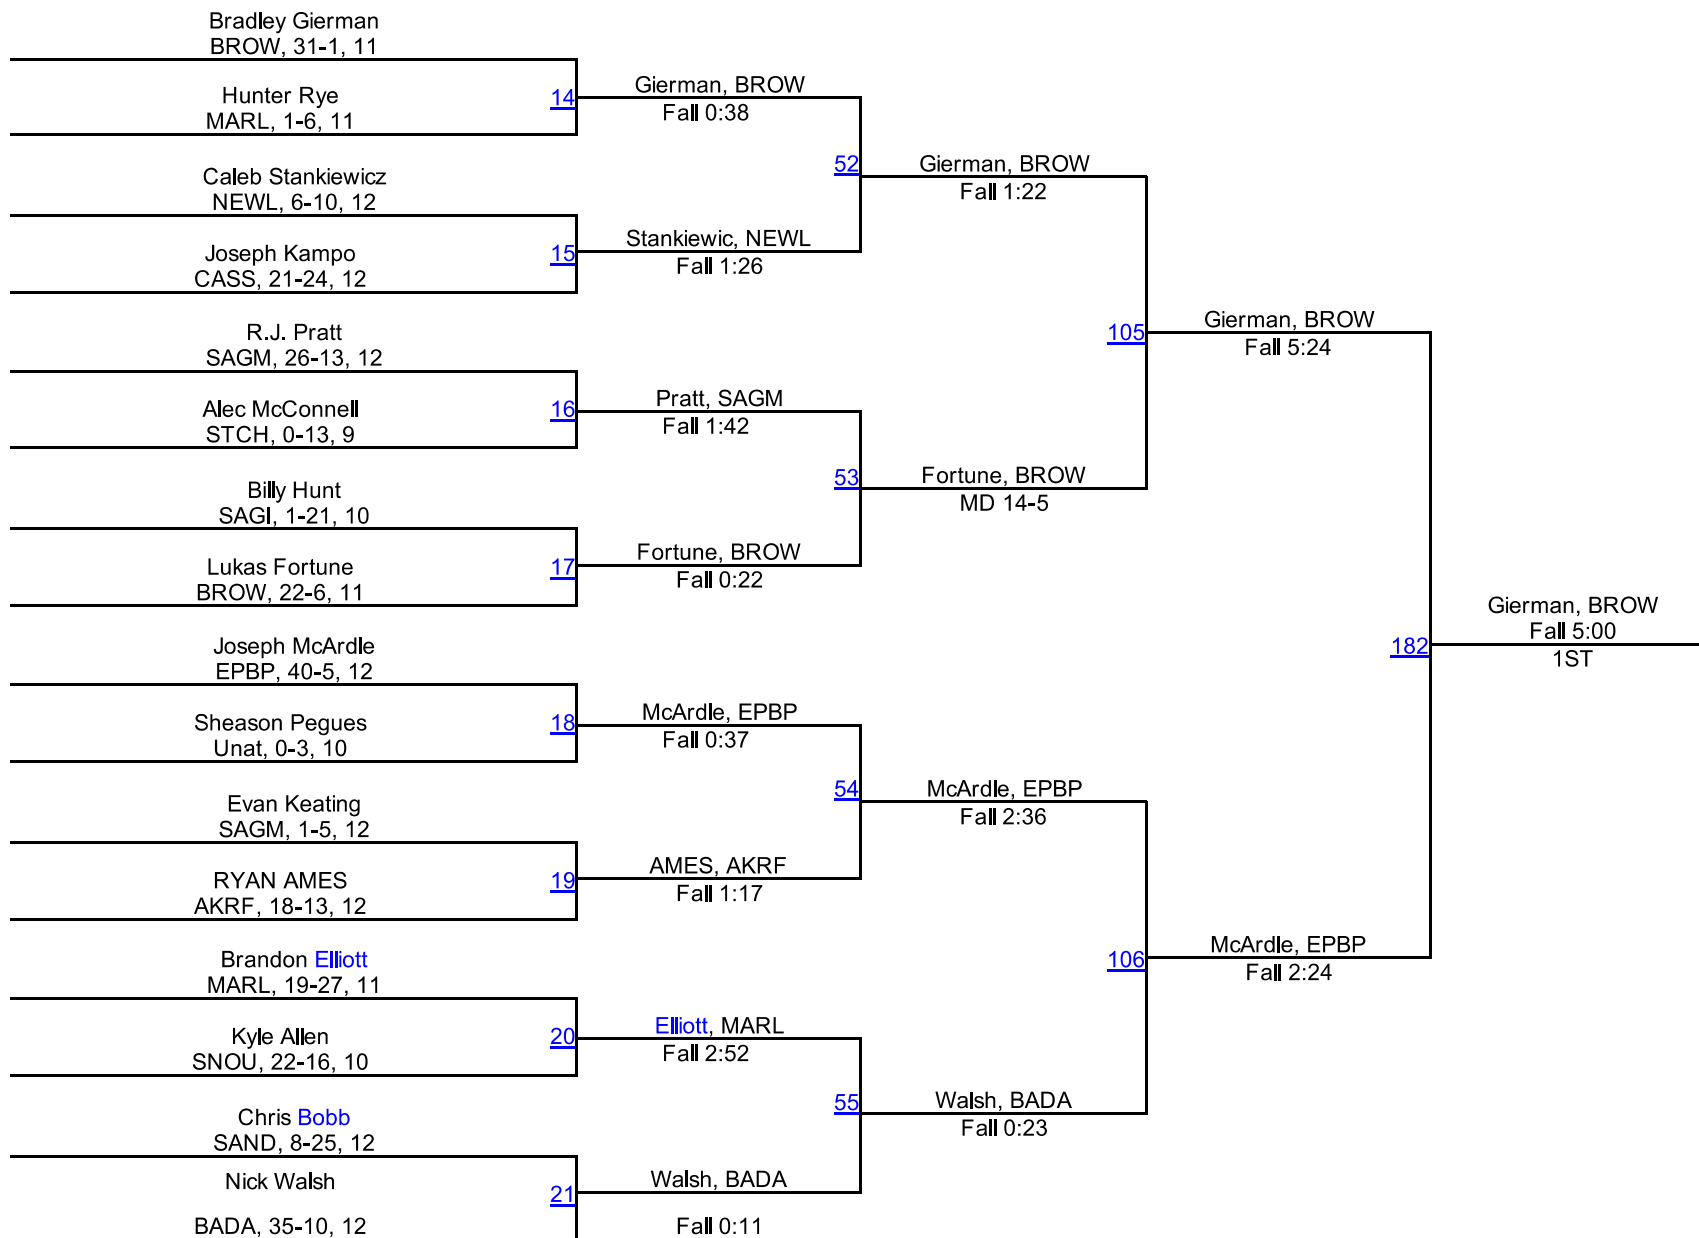 Bradley Gierman
BROW, 31-1, 11
Hunter Rye
MARL, 1-6, 11
14
Caleb Stankiewicz
NEWL, 6-10, 12
Joseph Kampo
CASS, 21-24, 12
15
R.J. Pratt
SAGM, 26-13, 12
Alec McConnell
STCH, 0-13, 9
16
Billy Hunt
SAGI, 1-21, 10
Lukas Fortune
BROW, 22-6, 11
17
Joseph McArdle
EPBP, 40-5, 12
Sheason Pegues
Unat, 0-3, 10
18
Evan Keating
SAGM, 1-5, 12
RYAN AMES
AKRF, 18-13, 12
19
Brandon Elliott
MARL, 19-27, 11
Kyle Allen
SNOU, 22-16, 10
20
Chris Bobb
SAND, 8-25, 12
Nick Walsh
BADA, 35-10, 12
21
Gierman, BROW
Fall 0:38
52
Stankiewic, NEWL
Fall 1:26
Pratt, SAGM
Fall 1:42
53
Fortune, BROW
Fall 0:22
McArdle, EPBP
Fall 0:37
54
AMES, AKRF
Fall 1:17
Elliott, MARL
Fall 2:52
55
Walsh, BADA
Fall 0:11
Gierman, BROW
Fall 1:22
105
Fortune, BROW
MD 14-5
McArdle, EPBP
Fall 2:36
106
Walsh, BADA
Fall 0:23
Gierman, BROW
Fall 5:24
182
McArdle, EPBP
Fall 2:24
Gierman, BROW
Fall 5:00
1ST